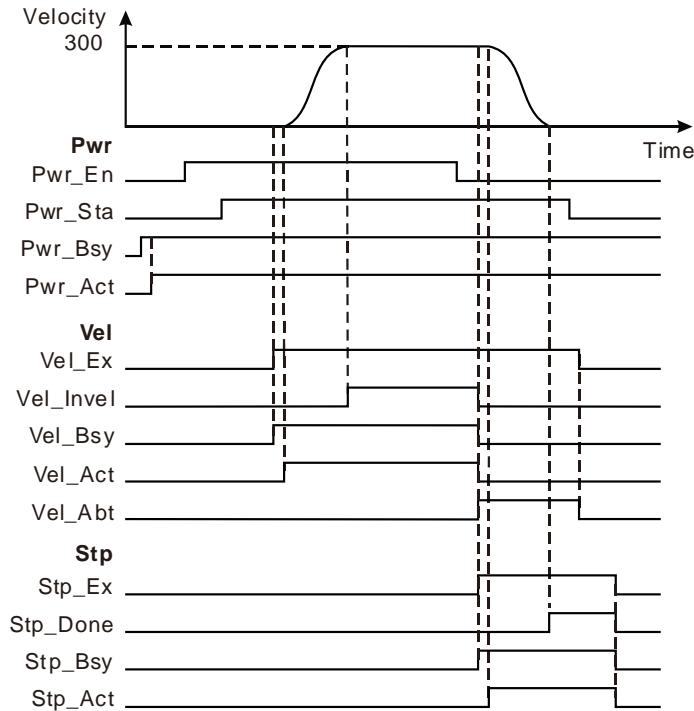 Velocity
300
Time
Pwr
Pwr_En
Pwr_Sta
Pwr_Bsy
Pwr_Act
Vel
Vel_Ex
Vel_Invel
Vel_Bsy
Vel_Act
Vel_Abt
Stp
Stp_Ex
Stp_Done
Stp_Bsy
Stp_Act